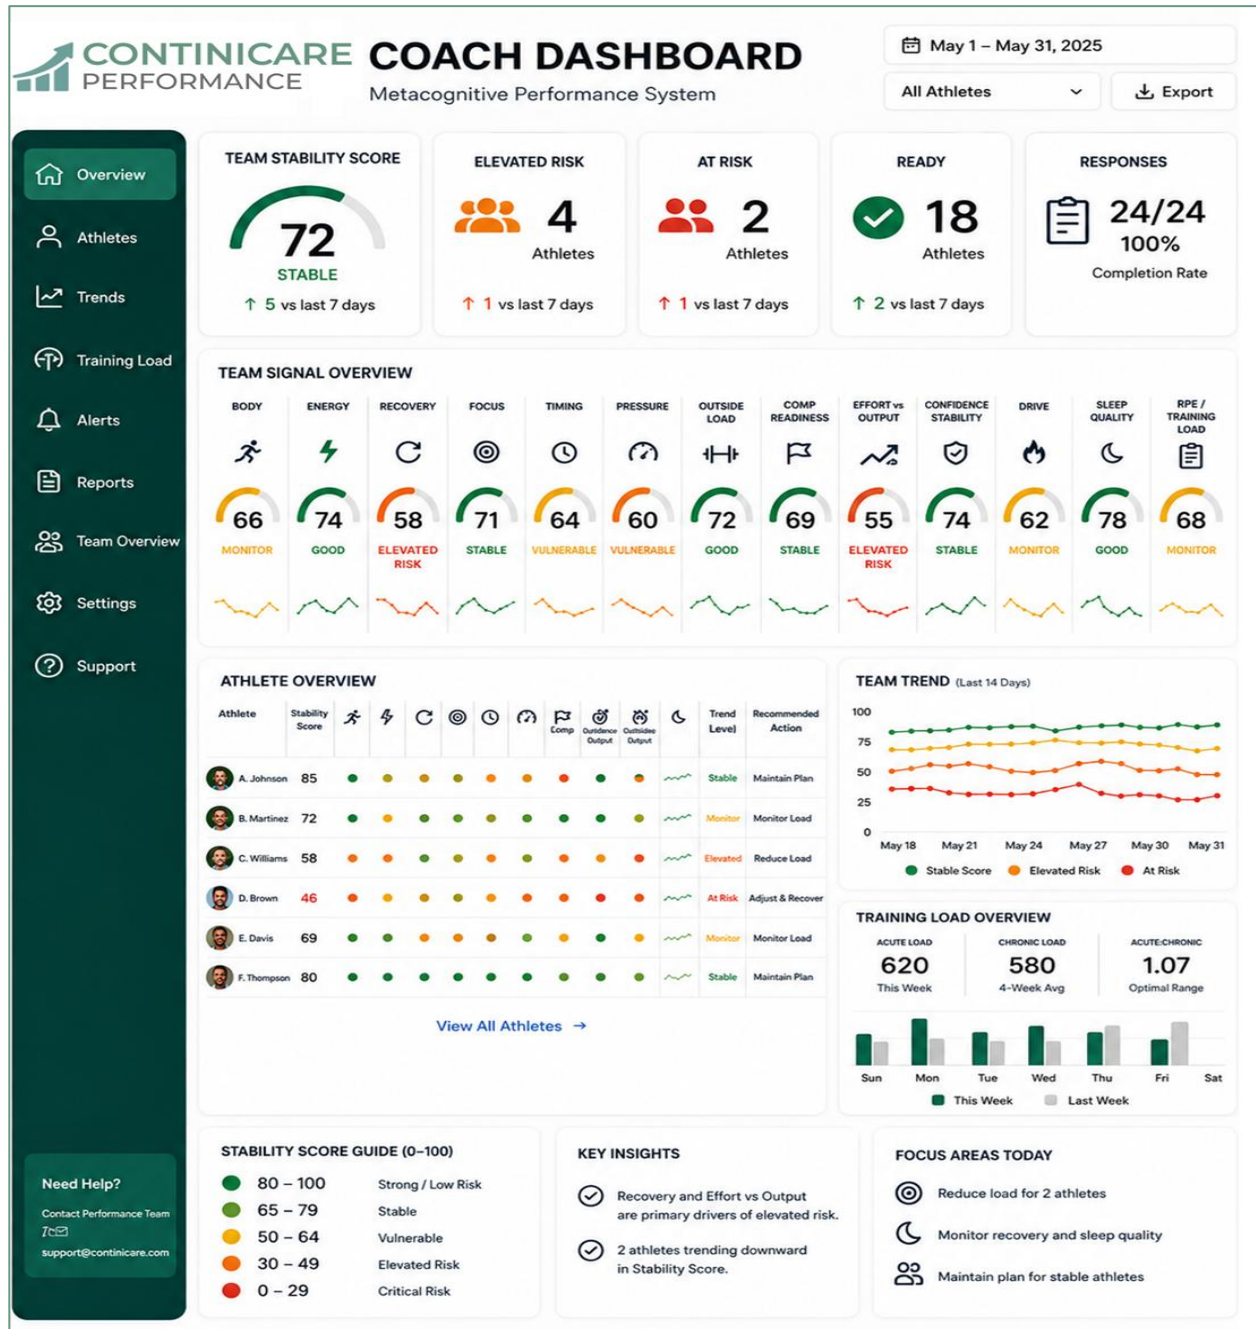 CONTINICARE
PERFORMANCE
COACH DASHBOARD
Metacognitive Performance System
May 1 – May 31, 2025
All Athletes
Export
Overview
Athletes
Trends
Training Load
Alerts
Reports
Team Overview
Settings
Support
Need Help?
Contact Performance Team
support@continicare.com
TEAM STABILITY SCORE
72
STABLE
↑ 5 vs last 7 days
ELEVATED RISK
4
Athletes
↑ 1 vs last 7 days
AT RISK
2
Athletes
↑ 1 vs last 7 days
READY
18
Athletes
↑ 2 vs last 7 days
RESPONSES
24/24
100%
Completion Rate
TEAM SIGNAL OVERVIEW
BODY
66
MONITOR
ENERGY
74
GOOD
RECOVERY
58
ELEVATED
RISK
FOCUS
71
STABLE
TIMING
64
VULNERABLE
PRESSURE
60
VULNERABLE
OUTSIDE
LOAD
72
GOOD
COMP
READINESS
69
STABLE
EFFORT vs
OUTPUT
55
ELEVATED
RISK
CONFIDENCE
STABILITY
74
STABLE
DRIVE
62
MONITOR
SLEEP
QUALITY
78
GOOD
RPE /
TRAINING
LOAD
68
MONITOR
ATHLETE OVERVIEW
Athlete
Stability
Score
Comp
Output
Output
Trend
Level
Recommended
Action
A. Johnson 85 Stable Maintain Plan
B. Martinez 72 Monitor Monitor Load
C. Williams 58 Elevated Reduce Load
D. Brown 46 At Risk Adjust & Recover
E. Davis 69 Monitor Monitor Load
F. Thompson 80 Stable Maintain Plan
View All Athletes →
TEAM TREND (Last 14 Days)
100
75
50
25
0
May 18 May 21 May 24 May 27 May 30 May 31
Stable Score Elevated Risk At Risk
TRAINING LOAD OVERVIEW
ACUTE LOAD
620
This Week
CHRONIC LOAD
580
4-Week Avg
ACUTE:CHRONIC
1.07
Optimal Range
Sun Mon Tue Wed Thu Fri Sat
This Week Last Week
STABILITY SCORE GUIDE (0–100)
80 – 100 Strong / Low Risk
65 – 79 Stable
50 – 64 Vulnerable
30 – 49 Elevated Risk
0 – 29 Critical Risk
KEY INSIGHTS
Recovery and Effort vs Output
are primary drivers of elevated risk.
2 athletes trending downward
in Stability Score.
FOCUS AREAS TODAY
Reduce load for 2 athletes
Monitor recovery and sleep quality
Maintain plan for stable athletes